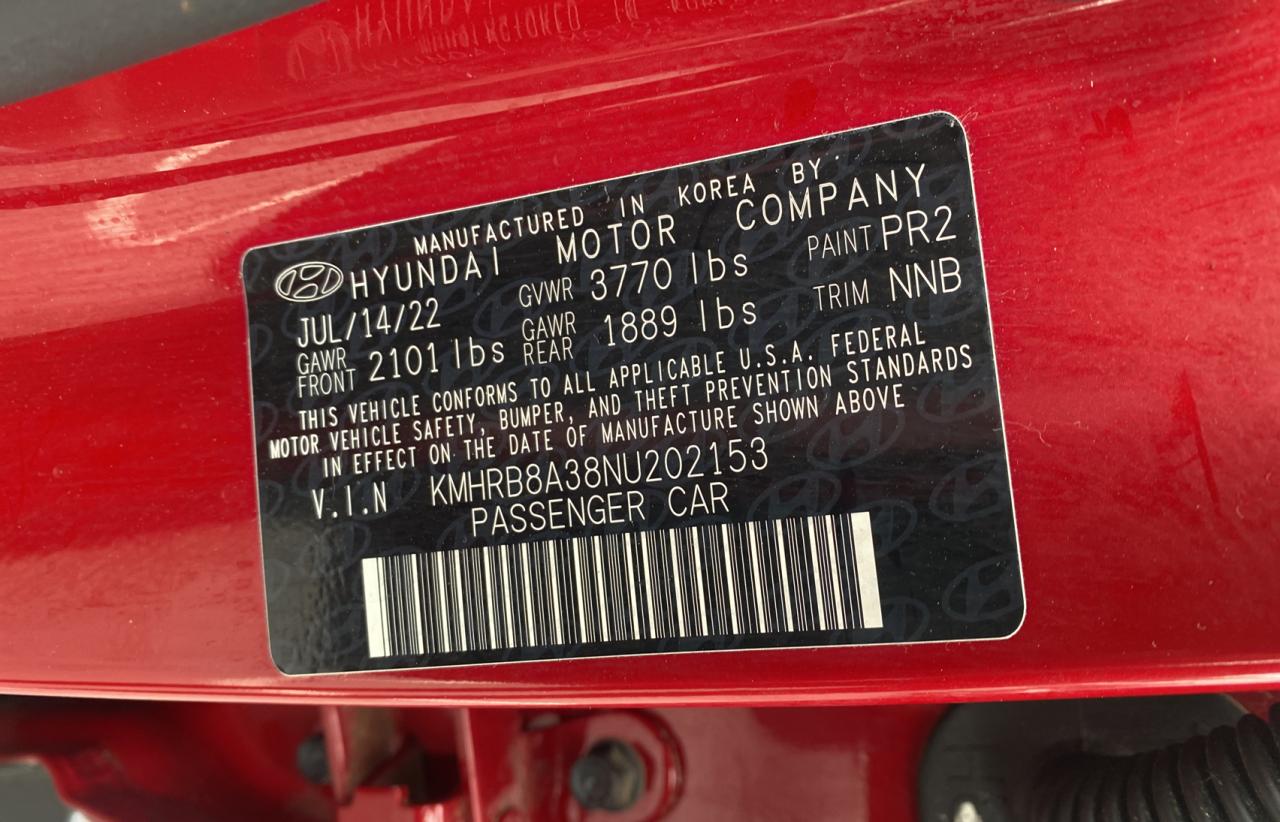 MANUFACTURED IN KOREA BY
HYUNDAI MOTOR COMPANY
JUL/14/22 GVWR 3770 lbs PAINT PR2
GAWR FRONT 2101 lbs GAWR REAR 1889 lbs TRIM NNB
THIS VEHICLE CONFORMS TO ALL APPLICABLE U.S.A. FEDERAL
MOTOR VEHICLE SAFETY, BUMPER, AND THEFT PREVENTION STANDARDS
IN EFFECT ON THE DATE OF MANUFACTURE SHOWN ABOVE
V.I.N KMHRB8A38NU202153
PASSENGER CAR